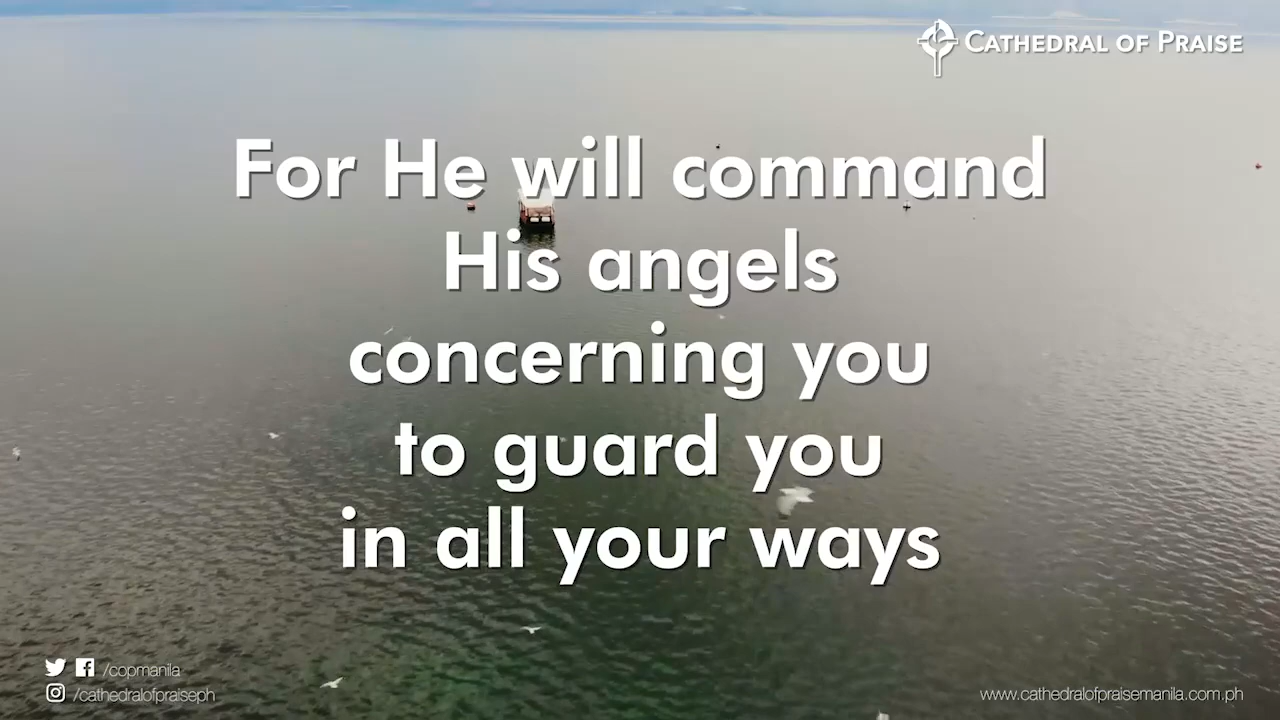 CATHEDRAL OF PRAISE
For He will command
His angels
concerning you
to guard you
in all your ways
/copmanila
/cathedralofpraiseph
www.cathedralofpraisemanila.com.ph